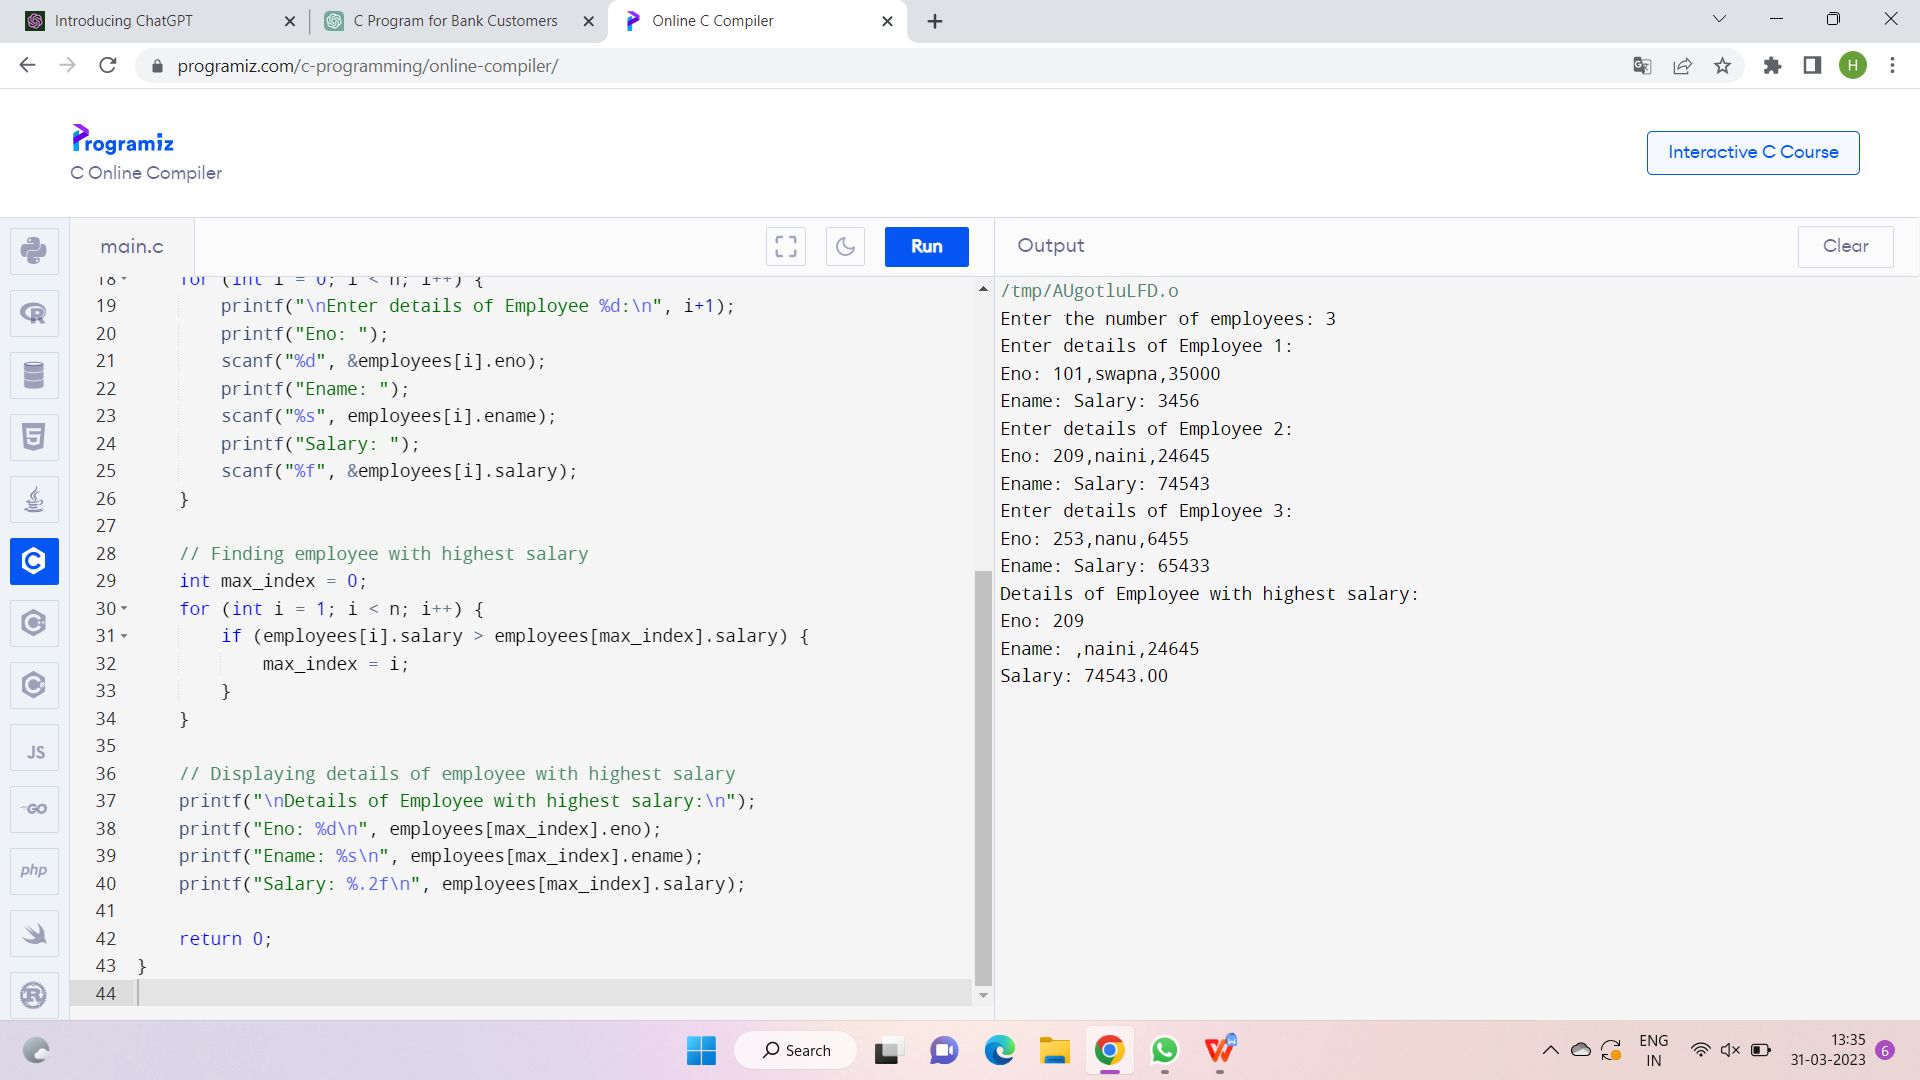 Introducing ChatGPT
C Program for Bank Customers
Online C Compiler
programiz.com/c-programming/online-compiler/
H
Programiz
C Online Compiler
Interactive C Course
main.c
Run
Output
Clear
18 for (int i = 0; i < n; i++) {
19 printf("\nEnter details of Employee %d:\n", i+1);
20 printf("Eno: ");
21 scanf("%d", &employees[i].eno);
22 printf("Ename: ");
23 scanf("%s", employees[i].ename);
24 printf("Salary: ");
25 scanf("%f", &employees[i].salary);
26 }
27
28 // Finding employee with highest salary
29 int max_index = 0;
30 for (int i = 1; i < n; i++) {
31 if (employees[i].salary > employees[max_index].salary) {
32 max_index = i;
33 }
34 }
35
36 // Displaying details of employee with highest salary
37 printf("\nDetails of Employee with highest salary:\n");
38 printf("Eno: %d\n", employees[max_index].eno);
39 printf("Ename: %s\n", employees[max_index].ename);
40 printf("Salary: %.2f\n", employees[max_index].salary);
41
42 return 0;
43 }
44
/tmp/AUgotluLFD.o
Enter the number of employees: 3
Enter details of Employee 1:
Eno: 101,swapna,35000
Ename: Salary: 3456
Enter details of Employee 2:
Eno: 209,naini,24645
Ename: Salary: 74543
Enter details of Employee 3:
Eno: 253,nanu,6455
Ename: Salary: 65433
Details of Employee with highest salary:
Eno: 209
Ename: ,naini,24645
Salary: 74543.00
R
5
C
C
JS
GO
php
R
Search
ENG
IN
13:35
31-03-2023
6